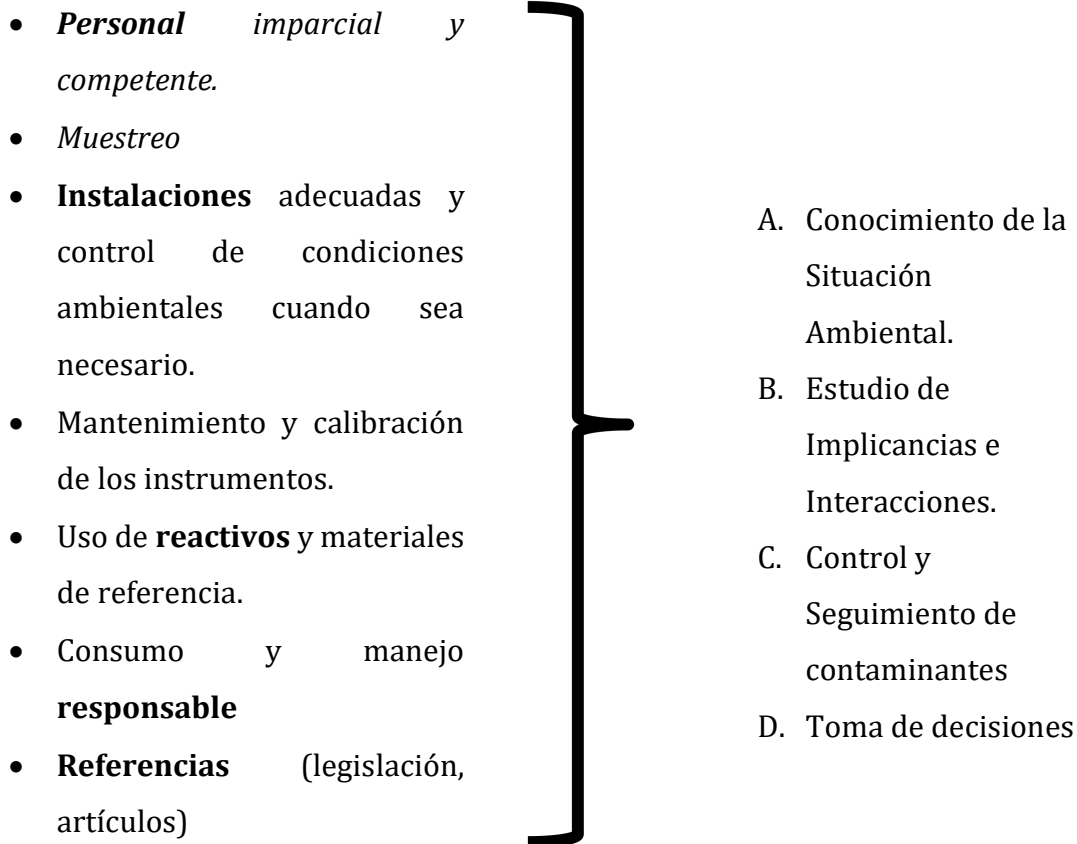 • Personal imparcial y
competente.
• Muestreo
• Instalaciones adecuadas y
control de condiciones
ambientales cuando sea
necesario.
• Mantenimiento y calibración
de los instrumentos.
• Uso de reactivos y materiales
de referencia.
• Consumo y manejo
responsable
• Referencias (legislación,
artículos)
A. Conocimiento de la
Situación
Ambiental.
B. Estudio de
Implicancias e
Interacciones.
C. Control y
Seguimiento de
contaminantes
D. Toma de decisiones